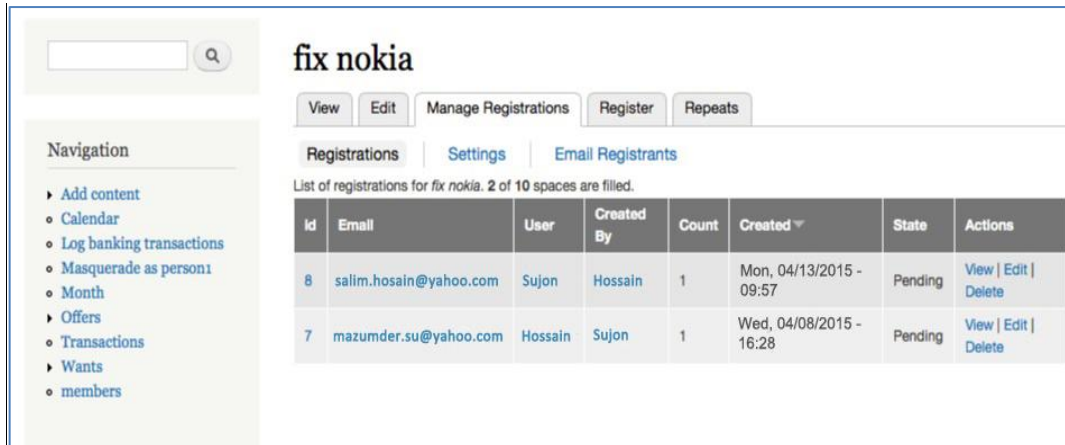 fix nokia
View Edit Manage Registrations Register Repeats
Registrations Settings Email Registrants
List of registrations for fix nokia. 2 of 10 spaces are filled.
Id Email User Created By Count Created State Actions
8 salim.hosain@yahoo.com Sujon Hossain 1 Mon, 04/13/2015 - 09:57 Pending View | Edit | Delete
7 mazumder.su@yahoo.com Hossain Sujon 1 Wed, 04/08/2015 - 16:28 Pending View | Edit | Delete
Navigation
Add content
Calendar
Log banking transactions
Masquerade as person1
Month
Offers
Transactions
Wants
members